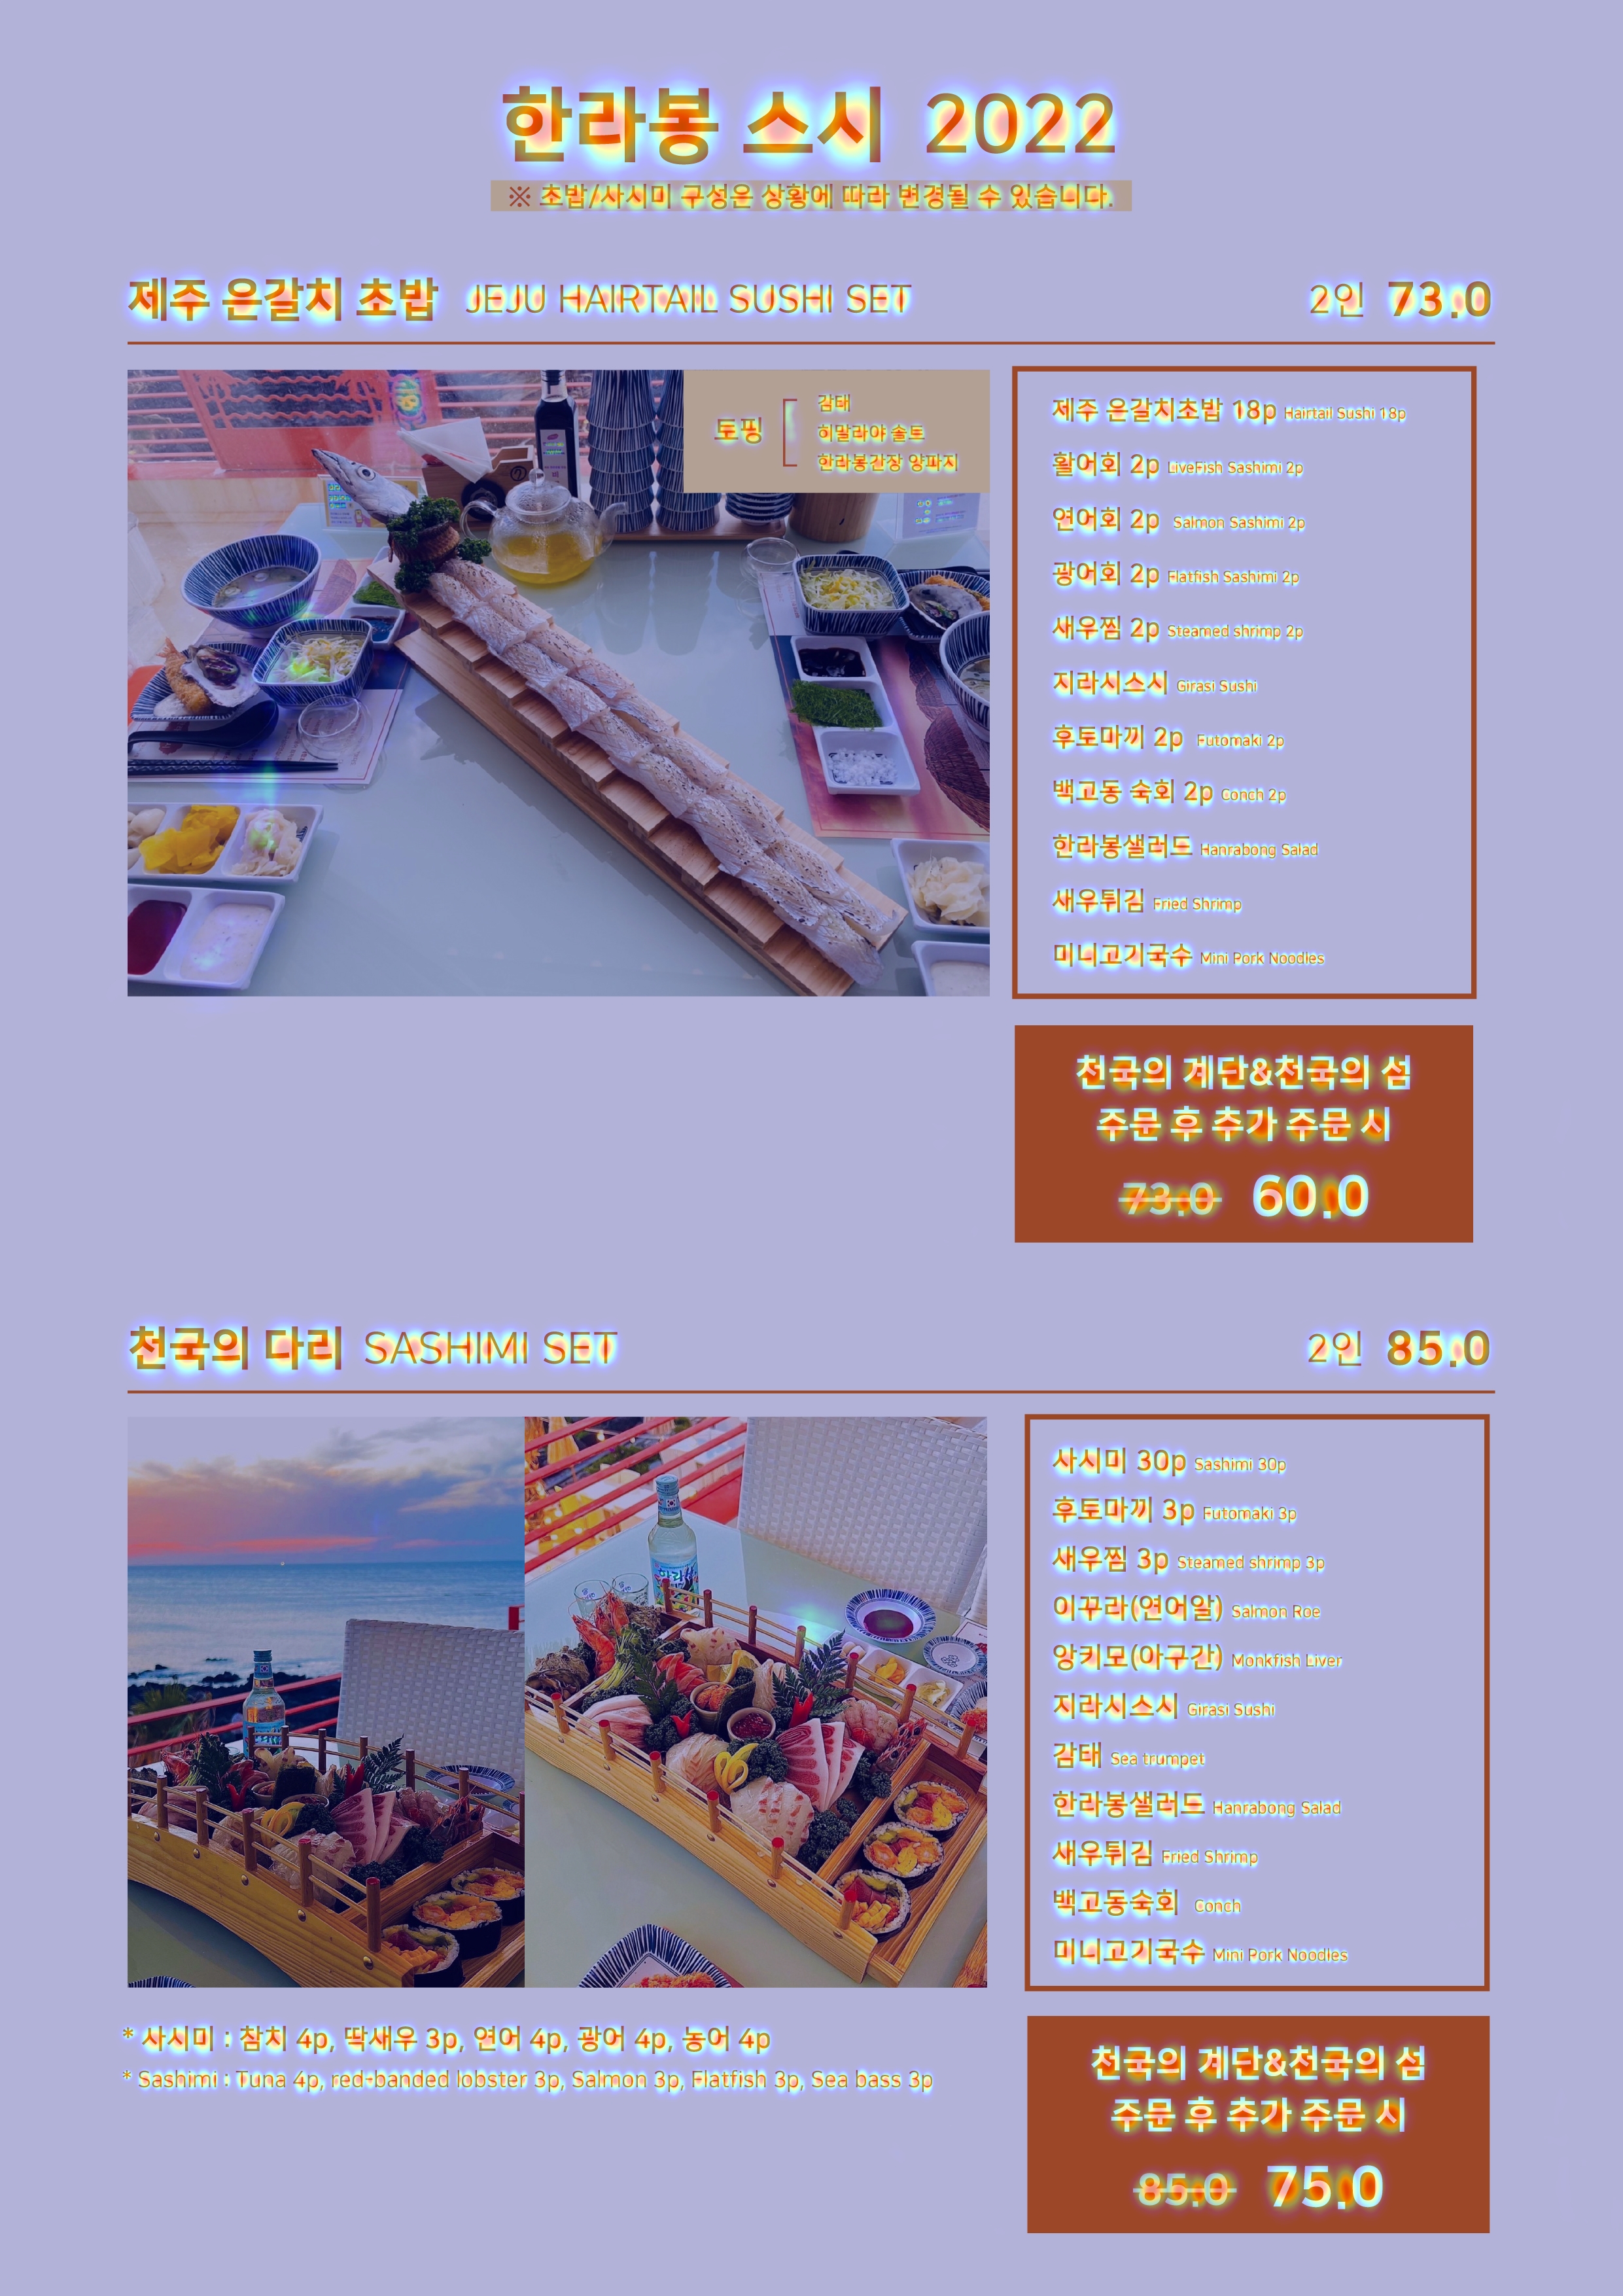 한라봉 스시 2022
※ 초밥/사시미 구성은 상황에 따라 변경될 수 있습니다.
제주 은갈치 초밥 JEJU HAIRTAIL SUSHI SET 2인 73.0
토핑
감태
히말라야 솔트
한라봉간장 양파지
제주 은갈치초밥 18p Hairtail Sushi 18p
활어회 2p LiveFish Sashimi 2p
연어회 2p Salmon Sashimi 2p
광어회 2p Flatfish Sashimi 2p
새우찜 2p Steamed shrimp 2p
지라시스시 Girasi Sushi
후토마끼 2p Futomaki 2p
백고동 숙회 2p Conch 2p
한라봉샐러드 Hanrabong Salad
새우튀김 Fried Shrimp
미니고기국수 Mini Pork Noodles
천국의 계단&천국의 섬
주문 후 추가 주문 시
73.0 60.0
천국의 다리 SASHIMI SET 2인 85.0
사시미 30p Sashimi 30p
후토마끼 3p Futomaki 3p
새우찜 3p Steamed shrimp 3p
이꾸라(연어알) Salmon Roe
앙키모(아구간) Monkfish Liver
지라시스시 Girasi Sushi
감태 Sea trumpet
한라봉샐러드 Hanrabong Salad
새우튀김 Fried Shrimp
백고동숙회 Conch
미니고기국수 Mini Pork Noodles
* 사시미 : 참치 4p, 딱새우 3p, 연어 4p, 광어 4p, 농어 4p
* Sashimi : Tuna 4p, red-banded lobster 3p, Salmon 3p, Flatfish 3p, Sea bass 3p
천국의 계단&천국의 섬
주문 후 추가 주문 시
85.0 75.0